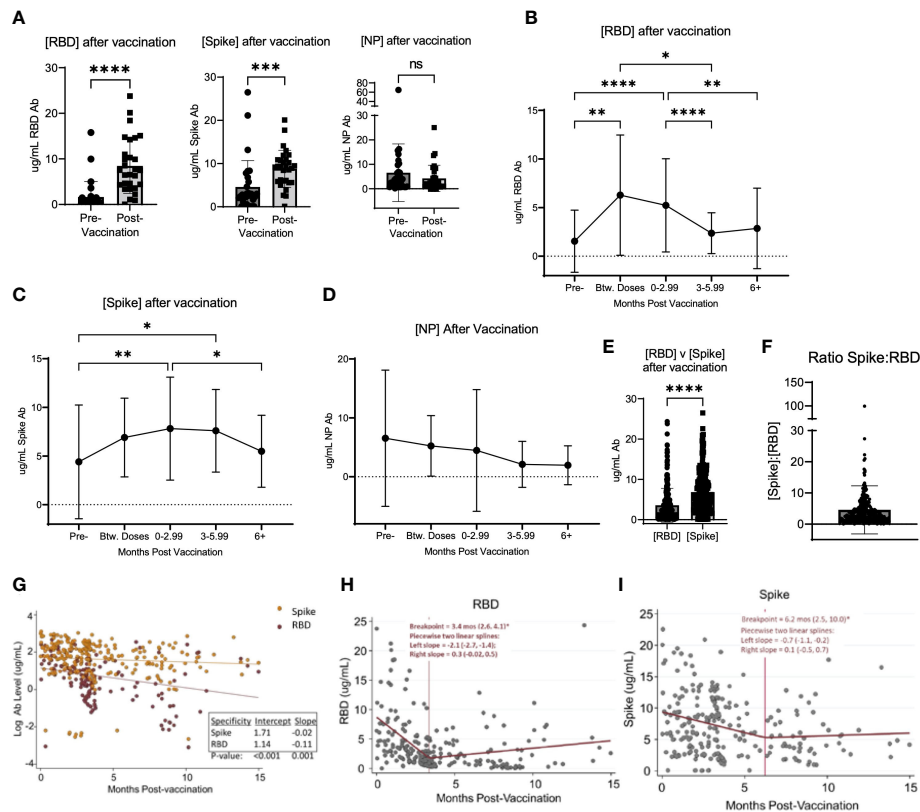 A
[RBD] after vaccination
****
ug/mL RBD Ab
30
20
10
0
Pre-
Post-
Vaccination
[Spike] after vaccination
***
ug/mL Spike Ab
30
20
10
0
Pre-
Post-
Vaccination
[NP] after vaccination
ns
ug/mL NP Ab
80
60
40
30
20
10
0
Pre-
Post-
Vaccination
B
[RBD] after vaccination
*
**** **
** ****
ug/mL RBD Ab
15
10
5
0
Pre- Btw. Doses 0-2.99 3-5.99 6+
Months Post Vaccination
C
[Spike] after vaccination
*
** *
ug/mL Spike Ab
15
10
5
0
Pre- Btw. Doses 0-2.99 3-5.99 6+
Months Post Vaccination
D
[NP] After Vaccination
ug/mL NP Ab
20
10
0
Pre- Btw. Doses 0-2.99 3-5.99 6+
Months Post Vaccination
E
[RBD] v [Spike]
after vaccination
****
ug/mL Ab
30
20
10
0
[RBD] [Spike]
F
Ratio Spike:RBD
[Spike]:[RBD]
150
100
50
30
20
10
0
G
Spike
RBD
Log Ab Level (ug/mL)
4
2
0
-2
-4
Specificity Intercept Slope
Spike 1.71 -0.02
RBD 1.14 -0.11
P-value: <0.001 0.001
0 5 10 15
Months Post-vaccination
H
RBD
Breakpoint = 3.4 mos (2.6, 4.1)*
Piecewise two linear splines:
Left slope = -2.1 (-2.7, -1.4);
Right slope = 0.3 (-0.02, 0.5)
RBD (ug/mL)
25
20
15
10
5
0
0 5 10 15
Months Post-Vaccination
I
Spike
Breakpoint = 6.2 mos (2.5, 10.0)*
Piecewise two linear splines:
Left slope = -0.7 (-1.1, -0.2)
Right slope = 0.1 (-0.5, 0.7)
Spike (ug/mL)
25
20
15
10
5
0
0 5 10 15
Months Post-Vaccination